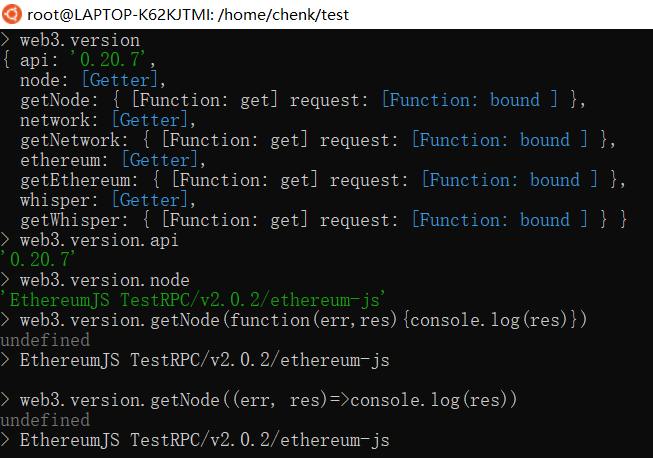 root@LAPTOP-K62KJTMI: /home/chenk/test
> web3.version
{ api: '0.20.7',
  node: [Getter],
  getNode: { [Function: get] request: [Function: bound ] },
  network: [Getter],
  getNetwork: { [Function: get] request: [Function: bound ] },
  ethereum: [Getter],
  getEthereum: { [Function: get] request: [Function: bound ] },
  whisper: [Getter],
  getWhisper: { [Function: get] request: [Function: bound ] } }
> web3.version.api
'0.20.7'
> web3.version.node
'EthereumJS TestRPC/v2.0.2/ethereum-js'
> web3.version.getNode(function(err,res){console.log(res)})
undefined
> EthereumJS TestRPC/v2.0.2/ethereum-js
> web3.version.getNode((err, res)=>console.log(res))
undefined
> EthereumJS TestRPC/v2.0.2/ethereum-js